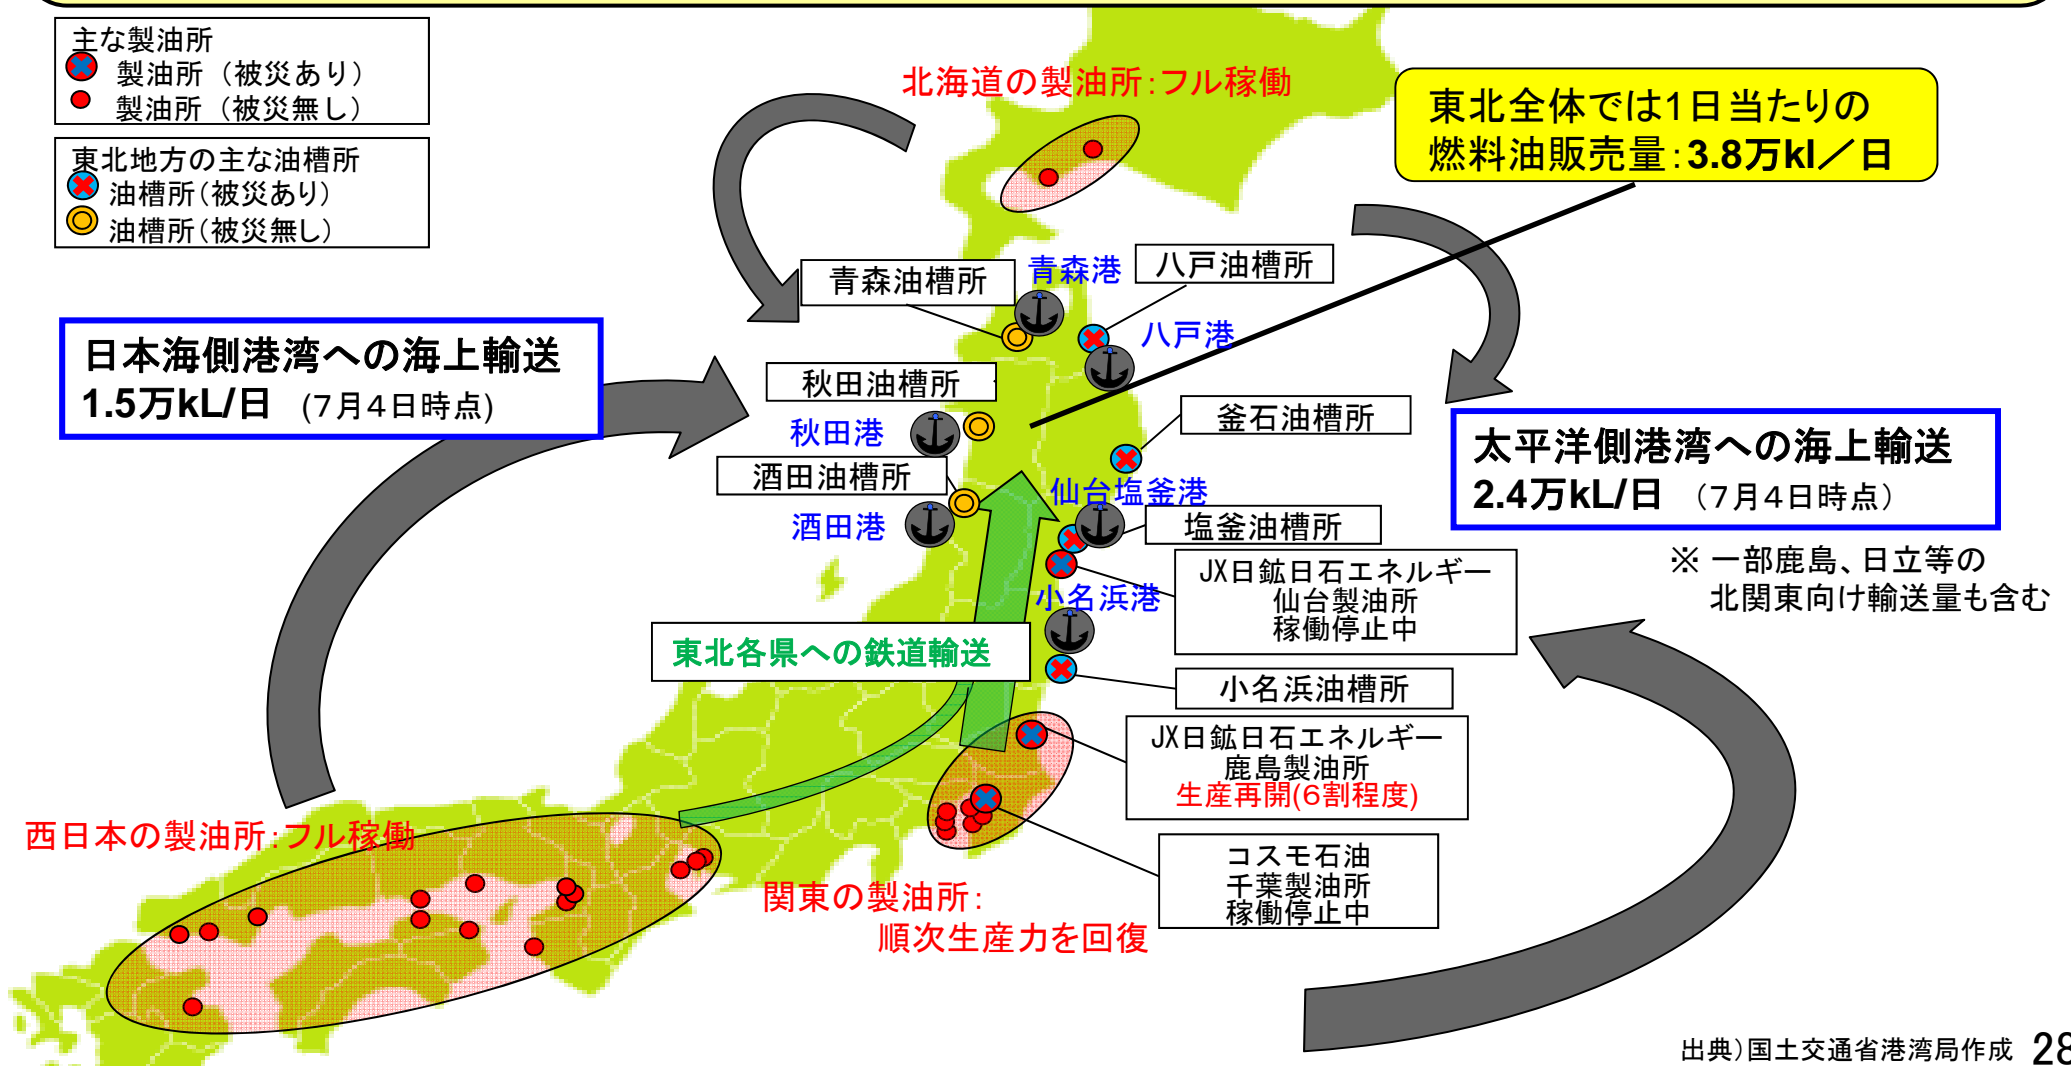 主な製油所
製油所（被災あり）
製油所（被災無し）
東北地方の主な油槽所
油槽所（被災あり）
油槽所（被災無し）
北海道の製油所：フル稼働
東北全体では1日当たりの
燃料油販売量：3.8万kl／日
青森油槽所
青森港
八戸油槽所
八戸港
日本海側港湾への海上輸送
1.5万kL/日 (７月４日時点)
秋田油槽所
秋田港
釜石油槽所
太平洋側港湾への海上輸送
2.4万kL/日 （７月４日時点）
※ 一部鹿島、日立等の
北関東向け輸送量も含む
酒田油槽所
酒田港
仙台塩釜港
塩釜油槽所
JX日鉱日石エネルギー
仙台製油所
稼働停止中
小名浜港
東北各県への鉄道輸送
小名浜油槽所
JX日鉱日石エネルギー
鹿島製油所
生産再開(６割程度)
西日本の製油所：フル稼働
コスモ石油
千葉製油所
稼働停止中
関東の製油所：
順次生産力を回復
出典）国土交通省港湾局作成
28